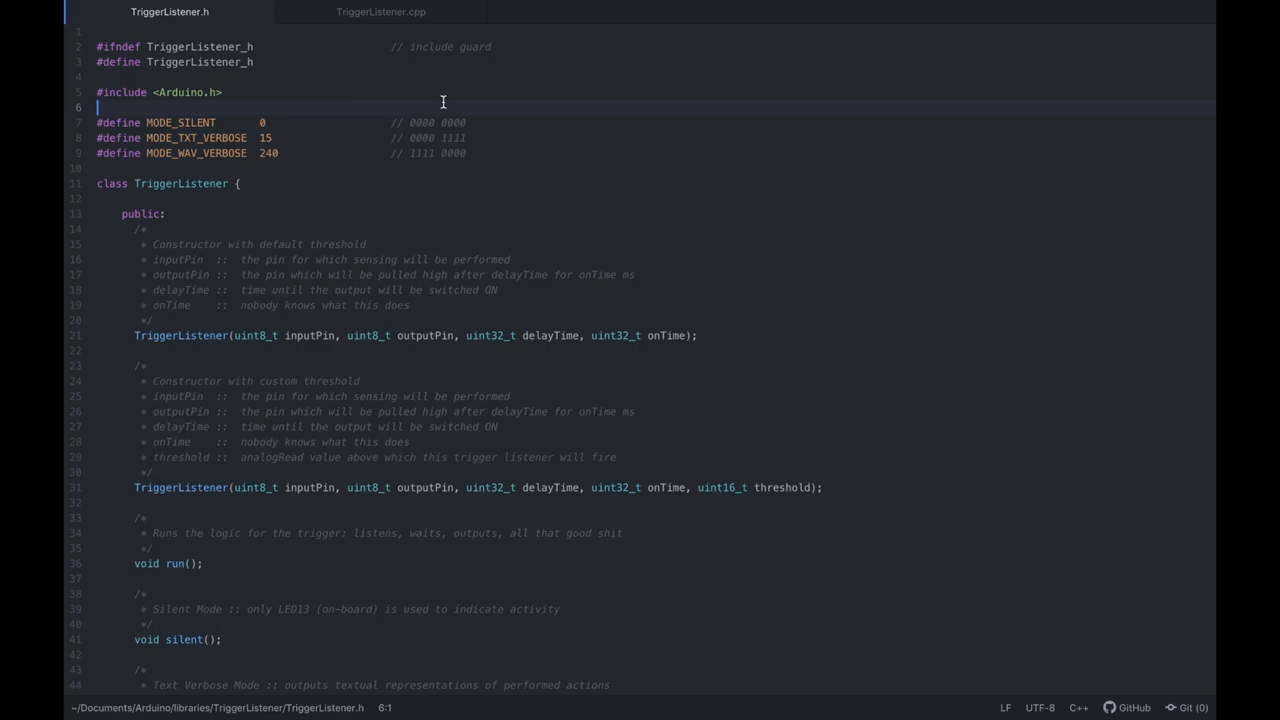 TriggerListener.h TriggerListener.cpp
1
2 #ifndef TriggerListener_h // include guard
3 #define TriggerListener_h
4
5 #include <Arduino.h>
6
7 #define MODE_SILENT 0 // 0000 0000
8 #define MODE_TXT_VERBOSE 15 // 0000 1111
9 #define MODE_WAV_VERBOSE 240 // 1111 0000
10
11 class TriggerListener {
12
13 public:
14 /*
15 * Constructor with default threshold
16 * inputPin :: the pin for which sensing will be performed
17 * outputPin :: the pin which will be pulled high after delayTime for onTime ms
18 * delayTime :: time until the output will be switched ON
19 * onTime :: nobody knows what this does
20 */
21 TriggerListener(uint8_t inputPin, uint8_t outputPin, uint32_t delayTime, uint32_t onTime);
22
23 /*
24 * Constructor with custom threshold
25 * inputPin :: the pin for which sensing will be performed
26 * outputPin :: the pin which will be pulled high after delayTime for onTime ms
27 * delayTime :: time until the output will be switched ON
28 * onTime :: nobody knows what this does
29 * threshold :: analogRead value above which this trigger listener will fire
30 */
31 TriggerListener(uint8_t inputPin, uint8_t outputPin, uint32_t delayTime, uint32_t onTime, uint16_t threshold);
32
33 /*
34 * Runs the logic for the trigger: listens, waits, outputs, all that good shit
35 */
36 void run();
37
38 /*
39 * Silent Mode :: only LED13 (on-board) is used to indicate activity
40 */
41 void silent();
42
43 /*
44 * Text Verbose Mode :: outputs textual representations of performed actions
~/Documents/Arduino/libraries/TriggerListener/TriggerListener.h 6:1 LF UTF-8 C++ GitHub Git (0)